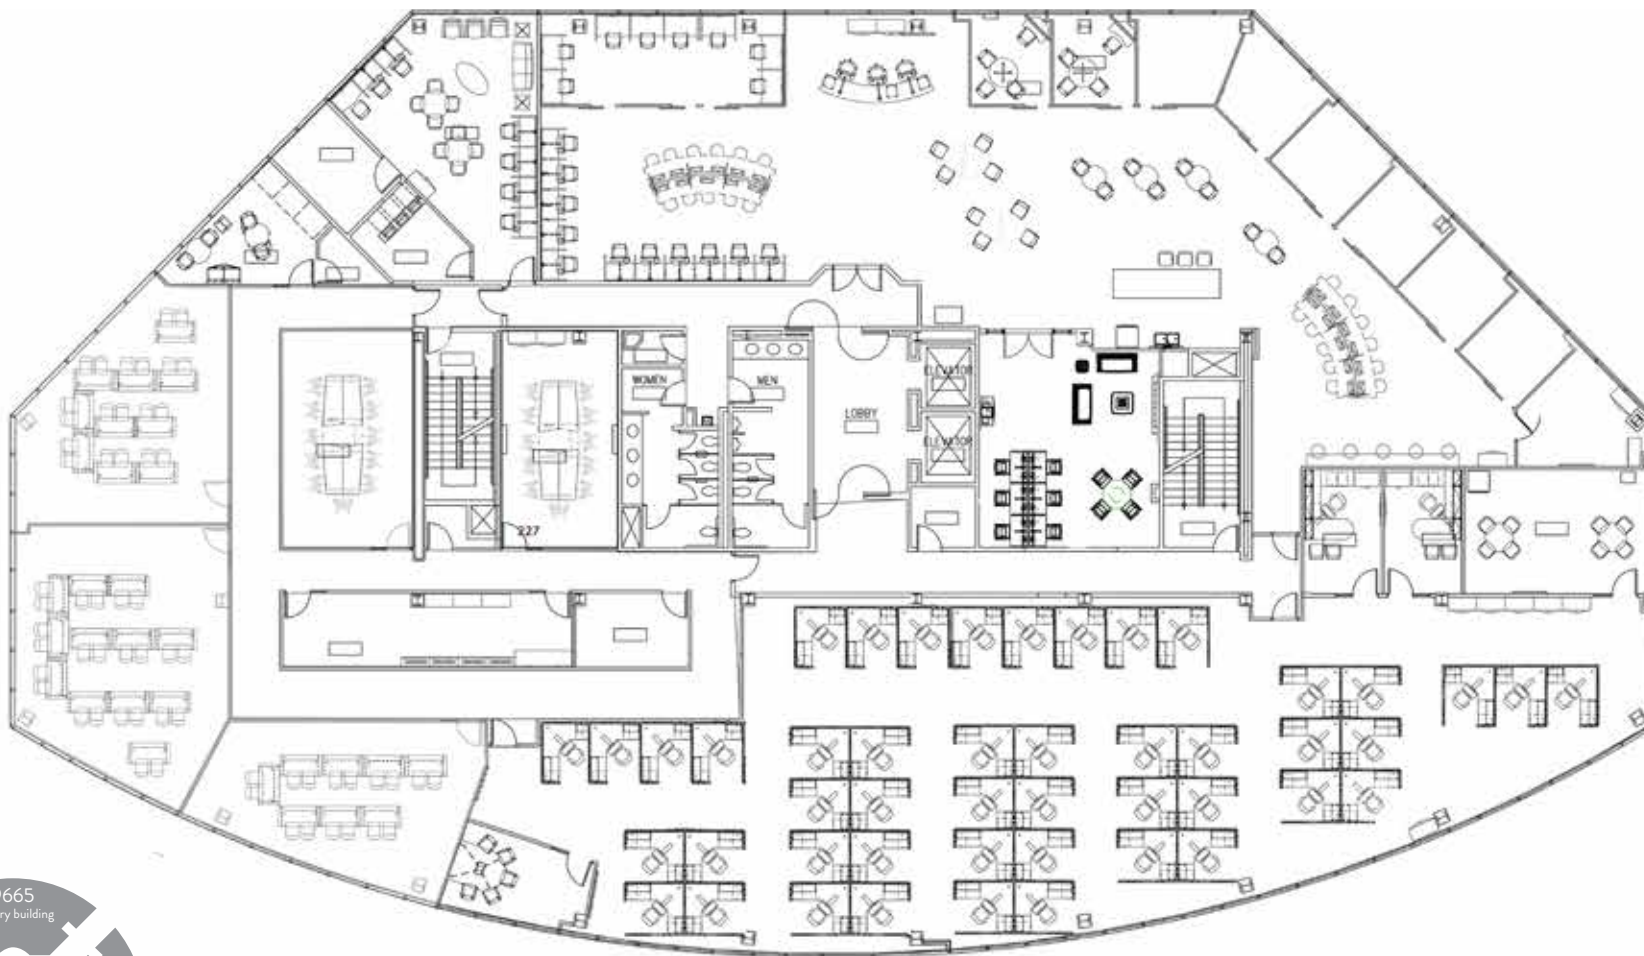 ELEVATOR
WOMEN
MEN
LOBBY
ELEVATOR
227
665
ry building